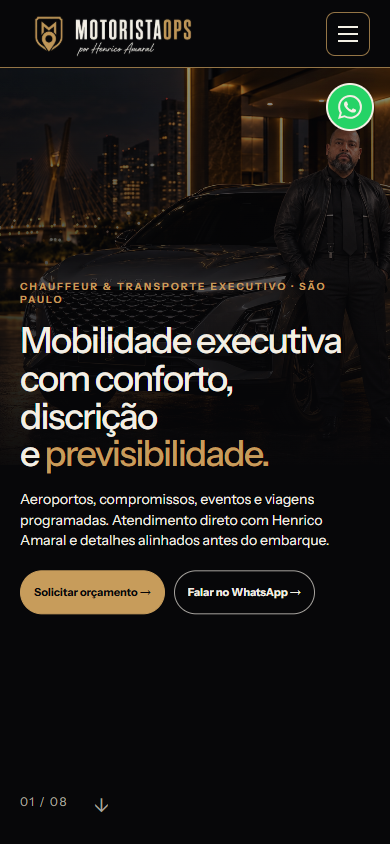 MOTORISTAOPS
por Henrico Amaral
CHAUFFEUR & TRANSPORTE EXECUTIVO · SÃO
PAULO
Mobilidade executiva
com conforto,
discrição
e previsibilidade.
Aeroportos, compromissos, eventos e viagens
programadas. Atendimento direto com Henrico
Amaral e detalhes alinhados antes do embarque.
Solicitar orçamento → Falar no WhatsApp →
01 / 08 ↓